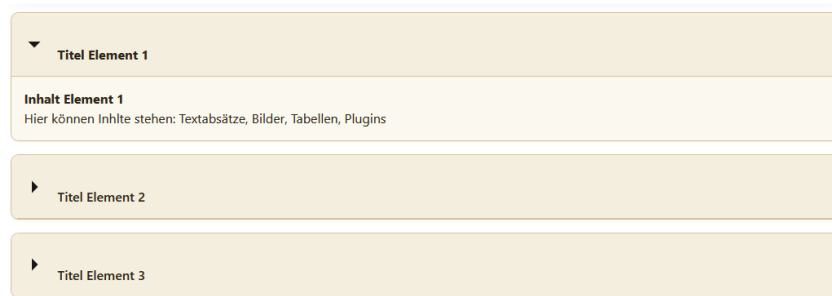 Titel Element 1
Inhalt Element 1
Hier können Inhlte stehen: Textabsätze, Bilder, Tabellen, Plugins
Titel Element 2
Titel Element 3